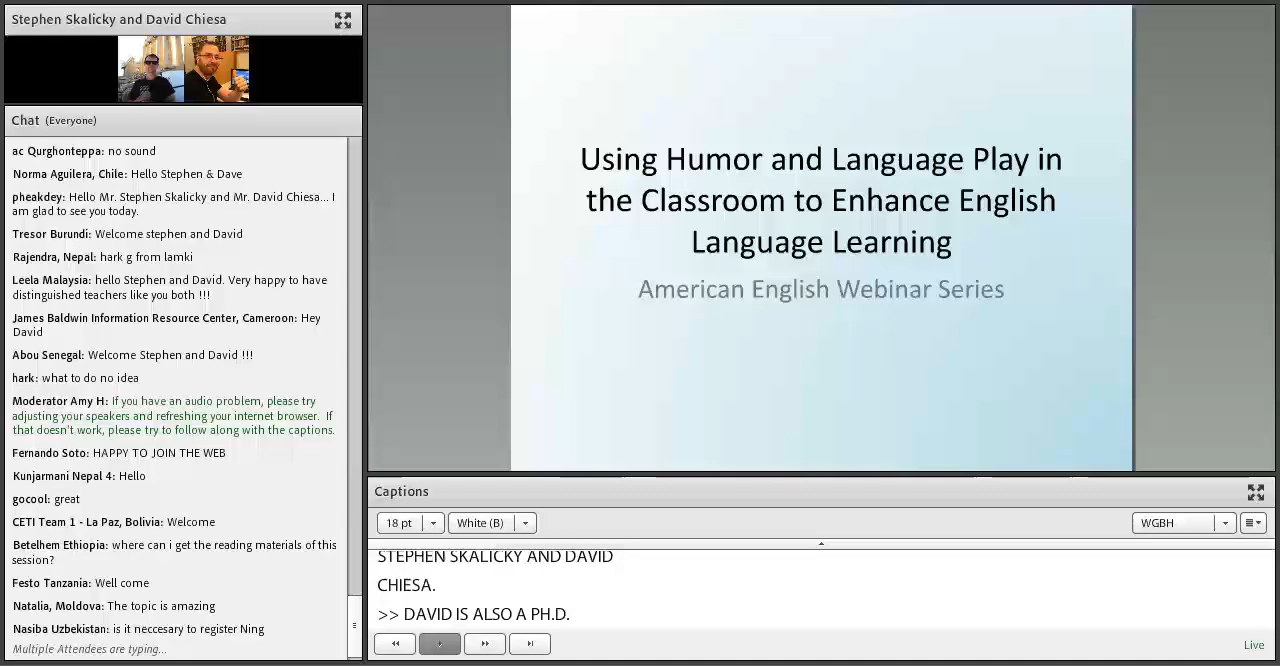 Stephen Skalicky and David Chiesa
Chat (Everyone)
ac Qurghonteppa: no sound
Norma Aguilera, Chile: Hello Stephen & Dave
pheakdey: Hello Mr. Stephen Skalicky and Mr. David Chiesa... I
am glad to see you today.
Tresor Burundi: Welcome stephen and David
Rajendra, Nepal: hark g from lamki
Leela Malaysia: hello Stephen and David. Very happy to have
distinguished teachers like you both !!!
James Baldwin Information Resource Center, Cameroon: Hey
David
Abou Senegal: Welcome Stephen and David !!!
hark: what to do no idea
Moderator Amy H: If you have an audio problem, please try
adjusting your speakers and refreshing your internet browser. If
that doesn't work, please try to follow along with the captions.
Fernando Soto: HAPPY TO JOIN THE WEB
Kunjarmani Nepal 4: Hello
gocool: great
CETI Team 1 - La Paz, Bolivia: Welcome
Betelhem Ethiopia: where can i get the reading materials of this
session?
Festo Tanzania: Well come
Natalia, Moldova: The topic is amazing
Nasiba Uzbekistan: is it neccesary to register Ning
Multiple Attendees are typing...
Using Humor and Language Play in
the Classroom to Enhance English
Language Learning
American English Webinar Series
Captions
18 pt
White (B)
WGBH
STEPHEN SKALICKY AND DAVID
CHIESA.
>> DAVID IS ALSO A PH.D.
Live